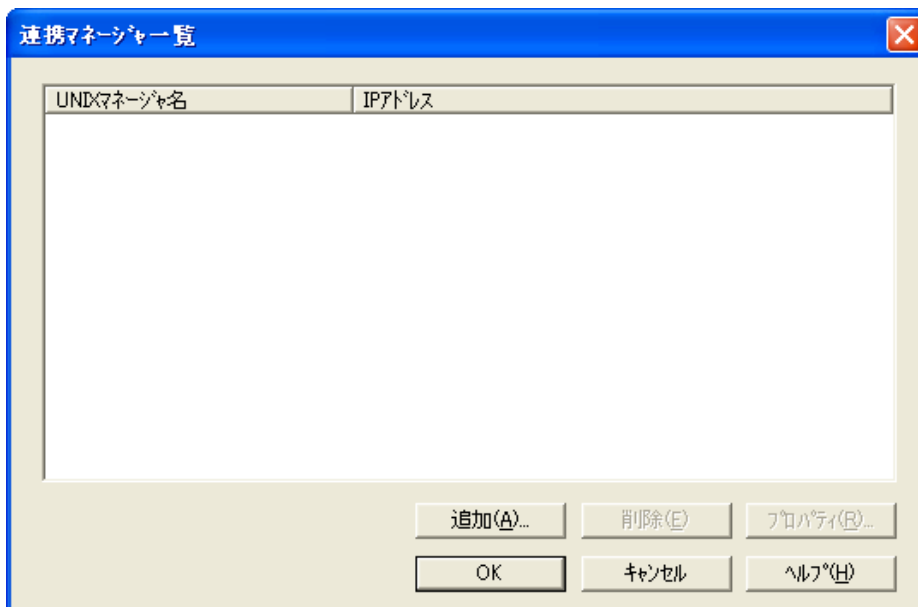 連携ﾏﾈｰｼﾞｬ一覧
UNIXﾏﾈｰｼﾞｬ名 IPｱﾄﾞﾚｽ
追加(A)... 削除(E) ﾌﾟﾛﾊﾟﾃｨ(R)...
OK ｷｬﾝｾﾙ ﾍﾙﾌﾟ(H)